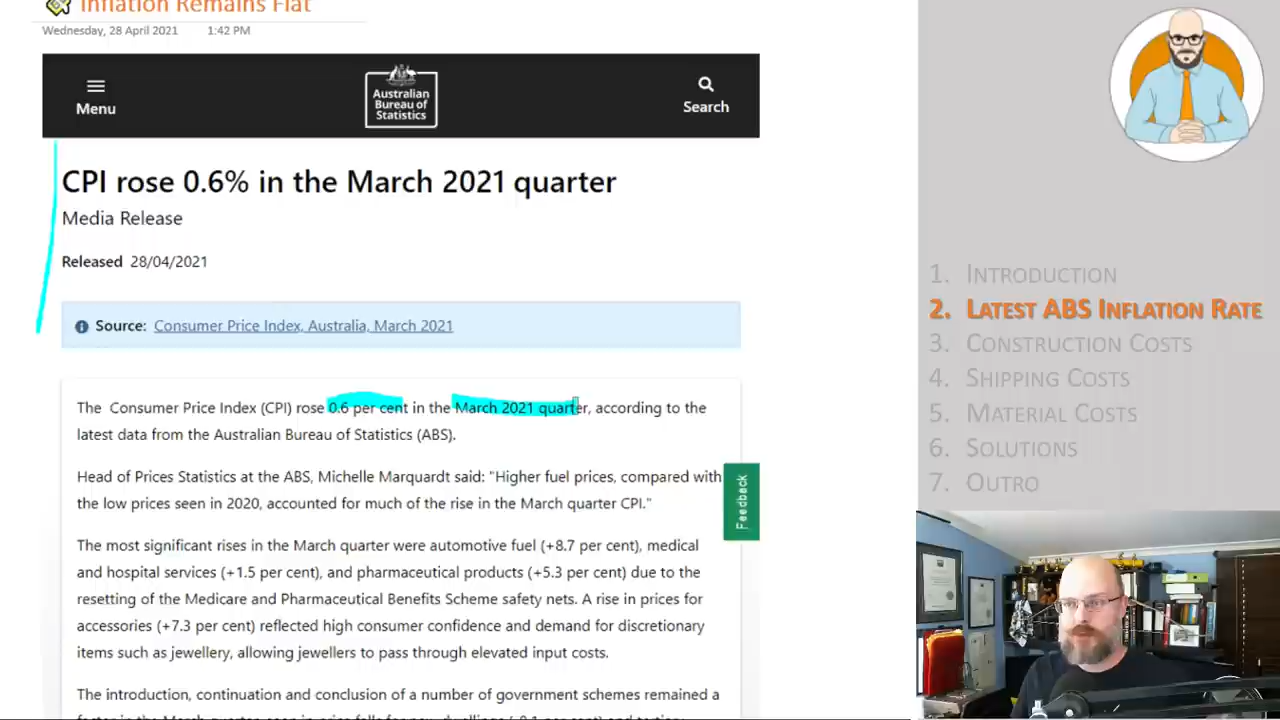 Inflation Remains Flat
Wednesday, 28 April 2021 1:42 PM
Menu
Australian
Bureau of
Statistics
Search
CPI rose 0.6% in the March 2021 quarter
Media Release
Released 28/04/2021
Source: Consumer Price Index, Australia, March 2021
The Consumer Price Index (CPI) rose 0.6 per cent in the March 2021 quarter, according to the
latest data from the Australian Bureau of Statistics (ABS).
Head of Prices Statistics at the ABS, Michelle Marquardt said: "Higher fuel prices, compared with
the low prices seen in 2020, accounted for much of the rise in the March quarter CPI."
The most significant rises in the March quarter were automotive fuel (+8.7 per cent), medical
and hospital services (+1.5 per cent), and pharmaceutical products (+5.3 per cent) due to the
resetting of the Medicare and Pharmaceutical Benefits Scheme safety nets. A rise in prices for
accessories (+7.3 per cent) reflected high consumer confidence and demand for discretionary
items such as jewellery, allowing jewellers to pass through elevated input costs.
The introduction, continuation and conclusion of a number of government schemes remained a
Feedback
1. Introduction
2. Latest ABS Inflation Rate
3. Construction Costs
4. Shipping Costs
5. Material Costs
6. Solutions
7. Outro